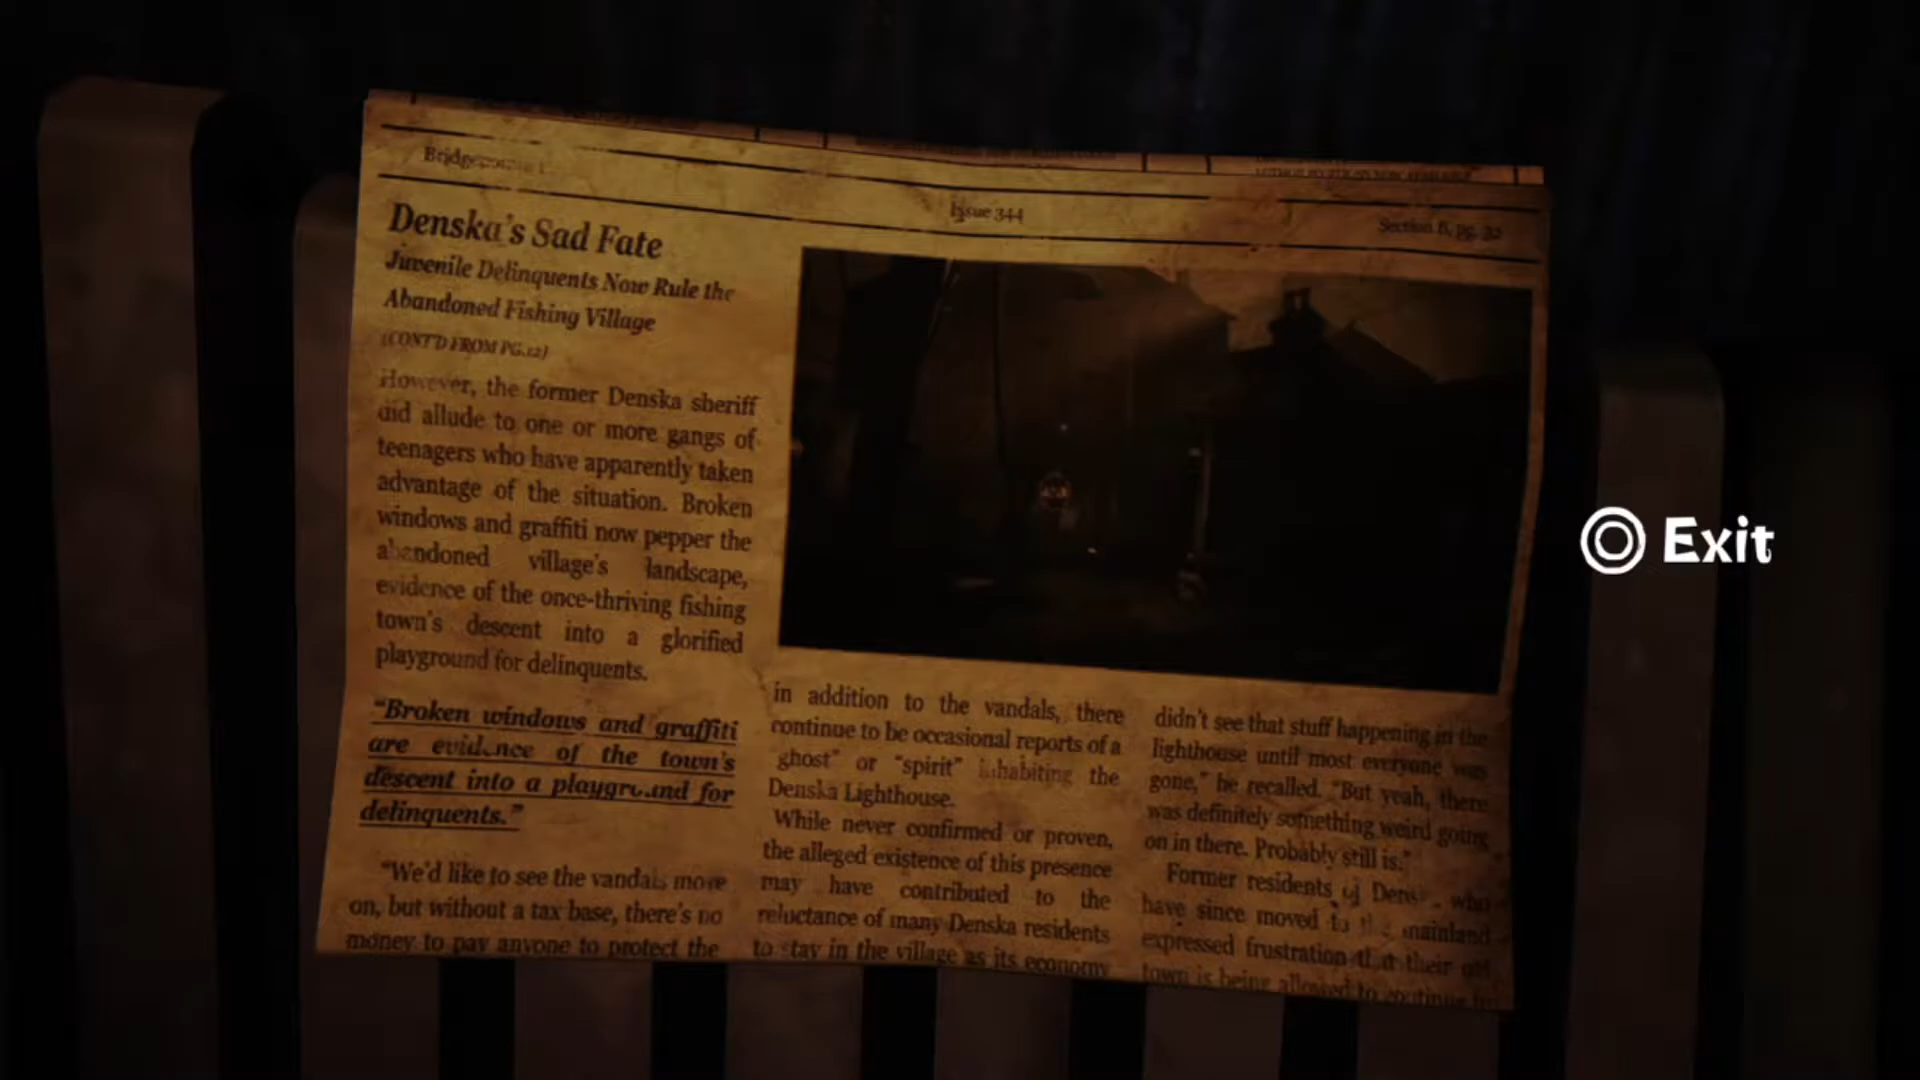 Issue 344
Section B, pg. 32
Denska's Sad Fate
Juvenile Delinquents Now Rule the
Abandoned Fishing Village
(CONT'D FROM PG.12)
However, the former Denska sheriff
did allude to one or more gangs of
teenagers who have apparently taken
advantage of the situation. Broken
windows and graffiti now pepper the
abandoned village's landscape,
evidence of the once-thriving fishing
town's descent into a glorified
playground for delinquents.
"Broken windows and graffiti
are evidence of the town's
descent into a playground for
delinquents."
"We'd like to see the vandals move
on, but without a tax base, there's no
money to pay anyone to protect the
in addition to the vandals, there
continue to be occasional reports of a
"ghost" or "spirit" inhabiting the
Denska Lighthouse.
While never confirmed or proven,
the alleged existence of this presence
may have contributed to the
reluctance of many Denska residents
to stay in the village as its economy
didn't see that stuff happening in the
lighthouse until most everyone was
gone," he recalled. "But yeah, there
was definitely something weird going
on in there. Probably still is."
Former residents of Denska who
have since moved to the mainland
expressed frustration that their old
town is being allowed to continue to
Exit